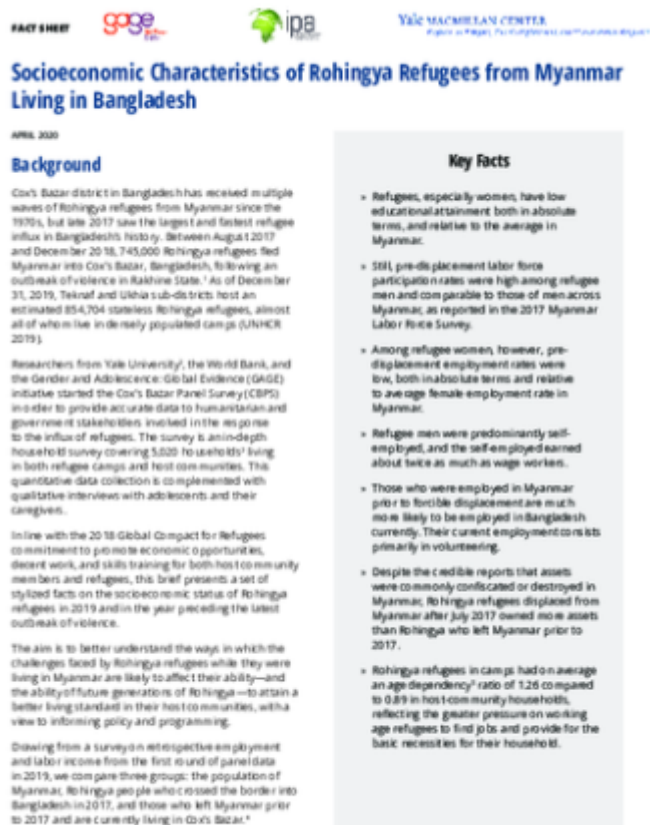 FACT SHEET
gage
ipa
Yale MACMILLAN CENTER
Socioeconomic Characteristics of Rohingya Refugees from Myanmar
Living in Bangladesh
APRIL 2020
Background
Cox's Bazar district in Bangladesh has received multiple
waves of Rohingya refugees from Myanmar since the
1970s, but late 2017 saw the largest and fastest refugee
influx in Bangladesh's history. Between August 2017
and December 2018, 745,000 Rohingya refugees fled
Myanmar into Cox's Bazar, Bangladesh, following an
outbreak of violence in Rakhine State.¹ As of December
31, 2019, Teknaf and Ukhia sub-districts host an
estimated 854,704 stateless Rohingya refugees, almost
all of whom live in densely populated camps (UNHCR
2019).
Researchers from Yale University², the World Bank, and
the Gender and Adolescence: Global Evidence (GAGE)
initiative started the Cox's Bazar Panel Survey (CBPS)
in order to provide accurate data to humanitarian and
government stakeholders involved in the response
to the influx of refugees. The survey is an in-depth
household survey covering 5,020 households³ living
in both refugee camps and host communities. This
quantitative data collection is complemented with
qualitative interviews with adolescents and their
caregivers.
In line with the 2018 Global Compact for Refugees
commitment to promote economic opportunities,
decent work, and skills training for both host community
members and refugees, this brief presents a set of
stylized facts on the socioeconomic status of Rohingya
refugees in 2019 and in the year preceding the latest
outbreak of violence.
The aim is to better understand the ways in which the
challenges faced by Rohingya refugees while they were
living in Myanmar are likely to affect their ability—and
the ability of future generations of Rohingya—to attain a
better living standard in their host communities, with a
view to informing policy and programming.
Drawing from a survey on retrospective employment
and labor income from the first round of panel data
in 2019, we compare three groups: the population of
Myanmar, Rohingya people who crossed the border into
Bangladesh in 2017, and those who left Myanmar prior
to 2017 and are currently living in Cox's Bazar.⁴
Key Facts
» Refugees, especially women, have low
educational attainment both in absolute
terms, and relative to the average in
Myanmar.
» Still, pre-displacement labor force
participation rates were high among refugee
men and comparable to those of men across
Myanmar, as reported in the 2017 Myanmar
Labor Force Survey.
» Among refugee women, however, pre-
displacement employment rates were
low, both in absolute terms and relative
to average female employment rate in
Myanmar.
» Refugee men were predominantly self-
employed, and the self-employed earned
about twice as much as wage workers.
» Those who were employed in Myanmar
prior to forcible displacement are much
more likely to be employed in Bangladesh
currently. Their current employment consists
primarily in volunteering.
» Despite the credible reports that assets
were commonly confiscated or destroyed in
Myanmar, Rohingya refugees displaced from
Myanmar after July 2017 owned more assets
than Rohingya who left Myanmar prior to
2017.
» Rohingya refugees in camps had on average
an age dependency⁵ ratio of 1.26 compared
to 0.89 in host community households,
reflecting the greater pressure on working
age refugees to find jobs and provide for the
basic necessities for their household.